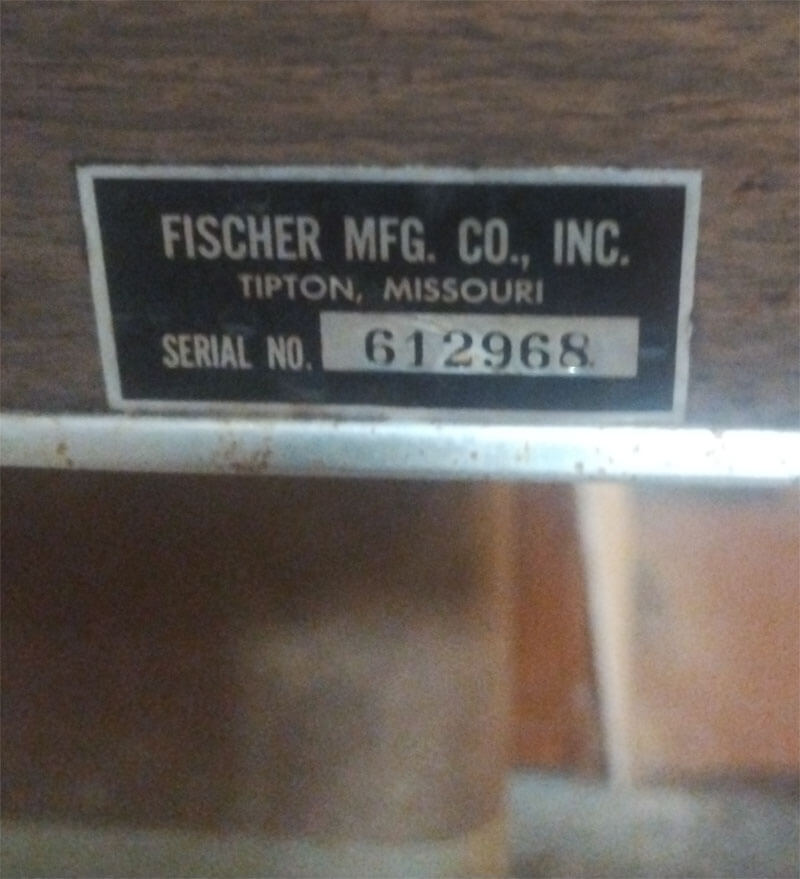 FISCHER MFG. CO., INC.
TIPTON, MISSOURI
SERIAL NO. 612968